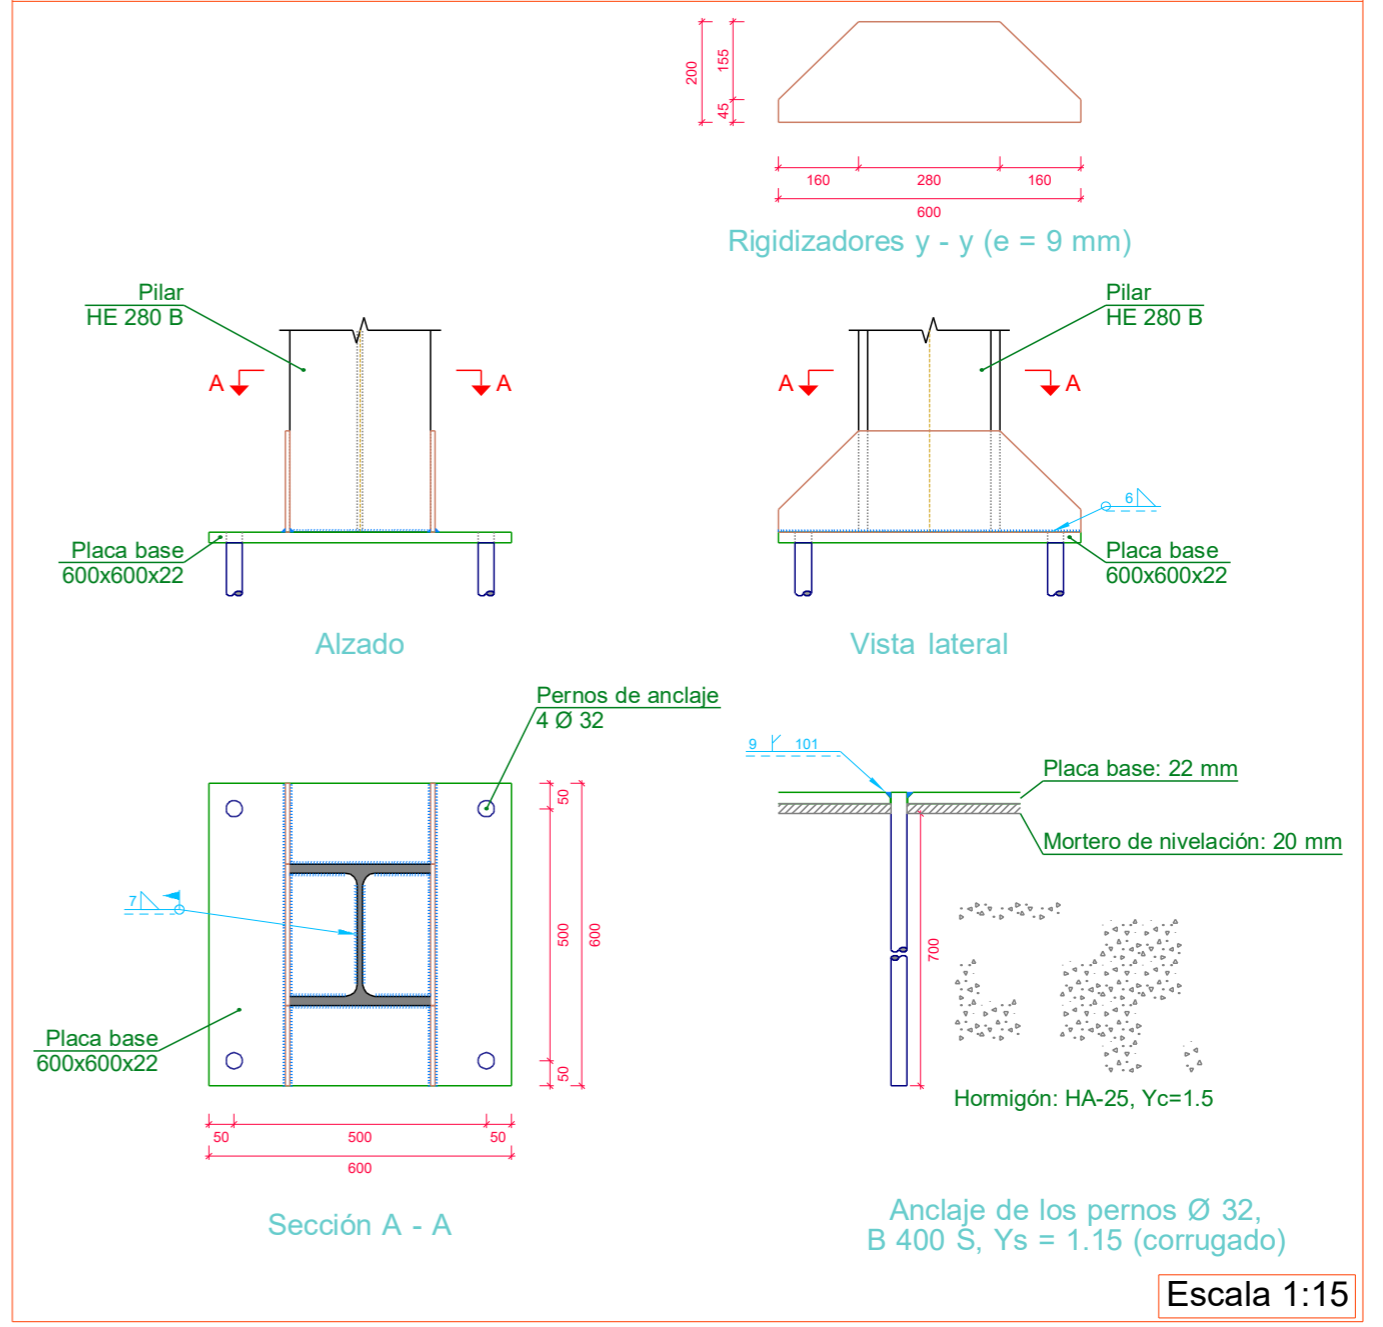 200
155
45
160
280
160
600
Rigidizadores y - y (e = 9 mm)
Pilar
HE 280 B
A
A
Placa base
600x600x22
Alzado
Pilar
HE 280 B
A
A
6
Placa base
600x600x22
Vista lateral
Pernos de anclaje
4 Ø 32
50
500
600
50
7
Placa base
600x600x22
50
500
50
600
Sección A - A
9
101
Placa base: 22 mm
Mortero de nivelación: 20 mm
700
Hormigón: HA-25, Yc=1.5
Anclaje de los pernos Ø 32,
B 400 S, Ys = 1.15 (corrugado)
Escala 1:15